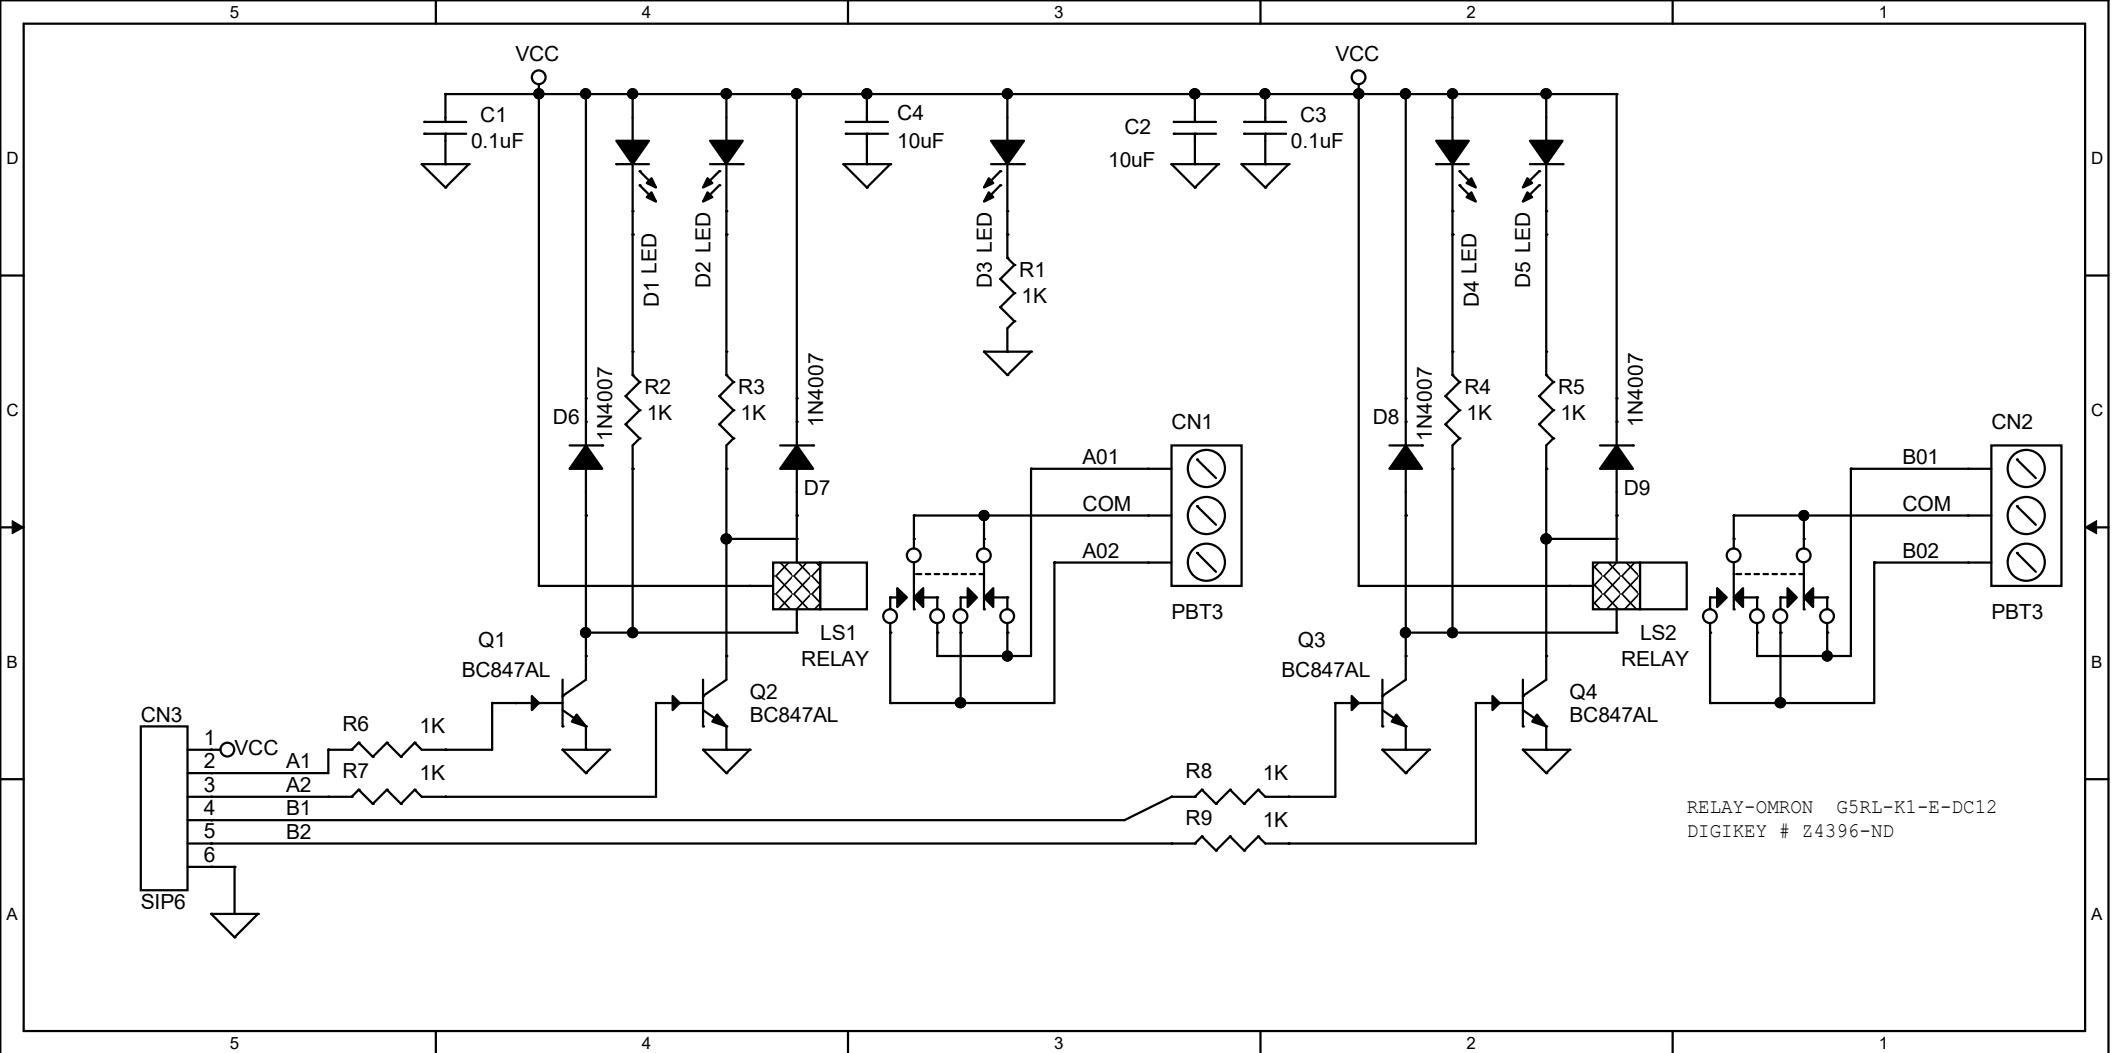 5 4 3 2 1
VCC VCC
C1
0.1uF
C4
10uF
C2
10uF
C3
0.1uF
D D
D1 LED
D2 LED
D3 LED
D4 LED
D5 LED
R1
1K
D6
1N4007
R2
1K
R3
1K
1N4007
D7
D8
1N4007
R4
1K
R5
1K
1N4007
D9
C C
CN1
A01
COM
A02
PBT3
CN2
B01
COM
B02
PBT3
LS1
RELAY
LS2
RELAY
B B
Q1
BC847AL
Q2
BC847AL
Q3
BC847AL
Q4
BC847AL
CN3
1 VCC
2 A1
3 A2
4 B1
5 B2
6
SIP6
R6 1K
R7 1K
R8 1K
R9 1K
RELAY-OMRON G5RL-K1-E-DC12
DIGIKEY # Z4396-ND
A A
5 4 3 2 1